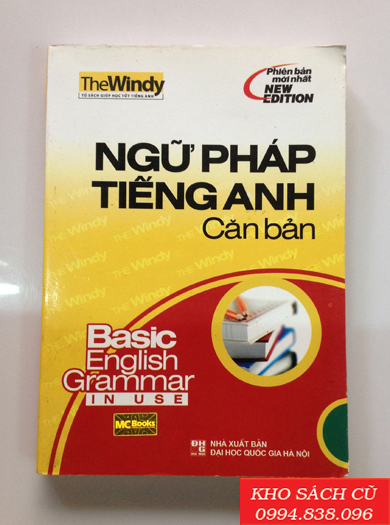 TheWindy
TỦ SÁCH GIÚP HỌC TỐT TIẾNG ANH
Phiên bản
mới nhất
NEW
EDITION
NGỮ PHÁP
TIẾNG ANH
Căn bản
THE Windy
Basic
English
Grammar
IN USE
MCBooks
NHÀ XUẤT BẢN
ĐẠI HỌC QUỐC GIA HÀ NỘI
KHO SÁCH CŨ
0994.838.096